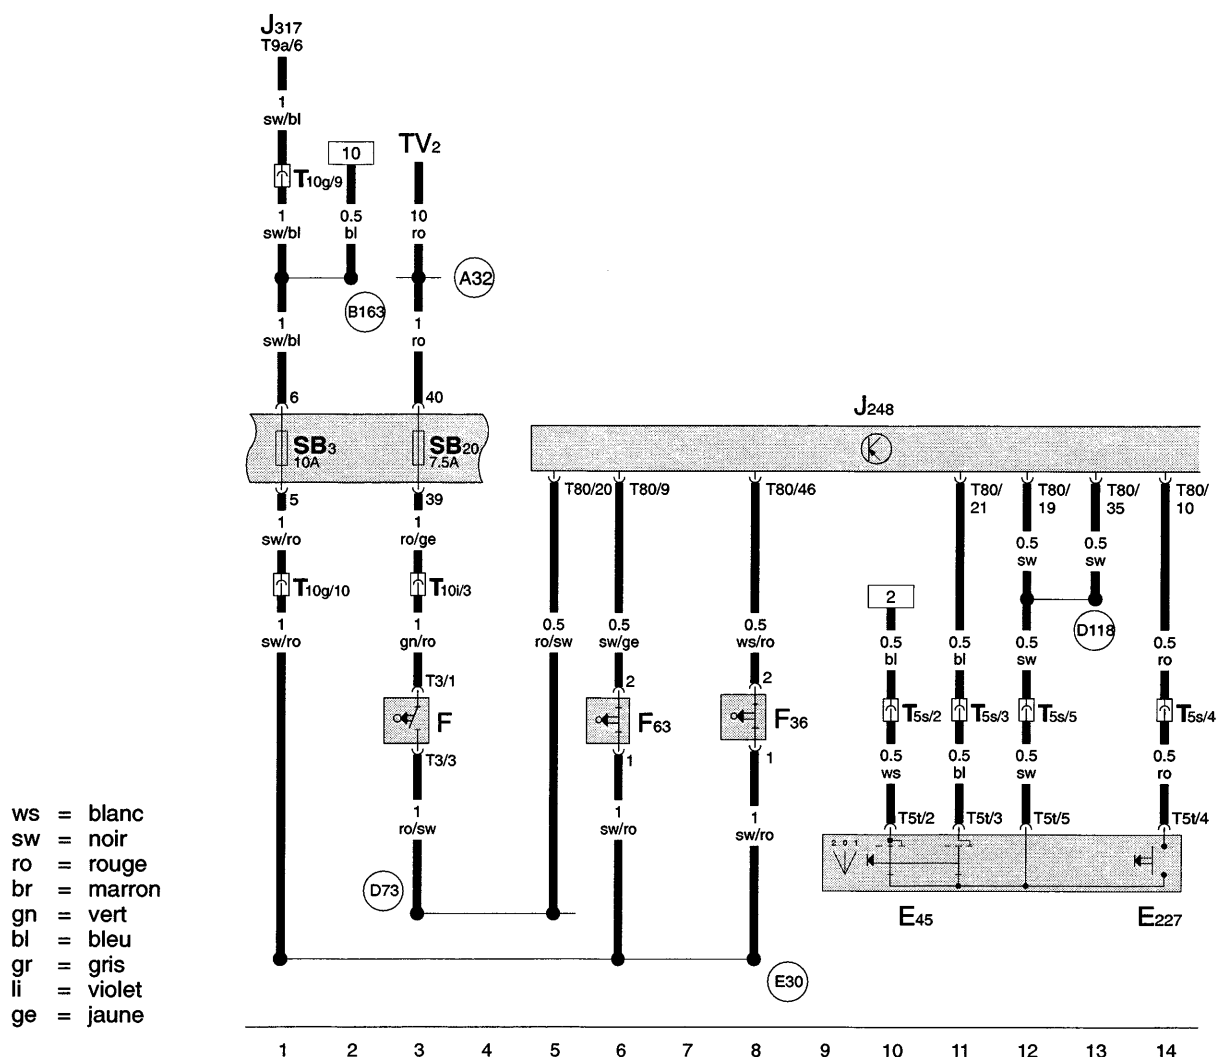 J317
T9a/6
1
sw/bl
10
TV2
T10g/9
1
sw/bl
0.5
bl
10
ro
A32
B163
1
sw/bl
1
ro
6
40
J248
SB3
10A
SB20
7.5A
5
39
T80/20
T80/9
T80/46
T80/
21
T80/
19
T80/
35
T80/
10
1
sw/ro
1
ro/ge
0.5
sw
0.5
sw
T10g/10
T10i/3
2
D118
1
sw/ro
1
gn/ro
0.5
ro/sw
0.5
sw/ge
0.5
ws/ro
0.5
bl
0.5
bl
0.5
sw
0.5
ro
T3/1
2
2
F
F63
F36
T5s/2
T5s/3
T5s/5
T5s/4
T3/3
1
1
0.5
ws
0.5
bl
0.5
sw
0.5
ro
1
ro/sw
1
sw/ro
1
sw/ro
T5t/2
T5t/3
T5t/5
T5t/4
2 0 1
D73
E45
E227
E30
ws = blanc
sw = noir
ro = rouge
br = marron
gn = vert
bl = bleu
gr = gris
li = violet
ge = jaune
1 2 3 4 5 6 7 8 9 10 11 12 13 14